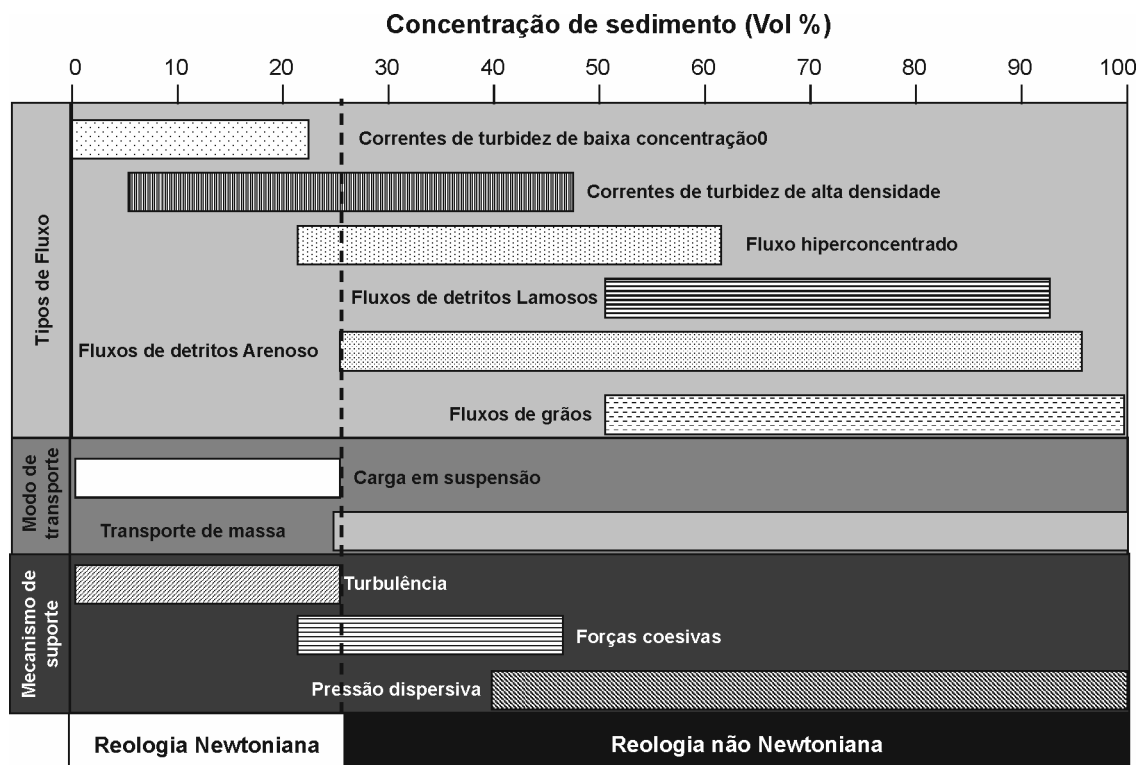 Concentração de sedimento (Vol %)
0 10 20 30 40 50 60 70 80 90 100
Tipos de Fluxo
Correntes de turbidez de baixa concentração0
Correntes de turbidez de alta densidade
Fluxo hiperconcentrado
Fluxos de detritos Lamosos
Fluxos de detritos Arenoso
Fluxos de grãos
Modo de
transporte
Carga em suspensão
Transporte de massa
Mecanismo de
suporte
Turbulência
Forças coesivas
Pressão dispersiva
Reologia Newtoniana
Reologia não Newtoniana